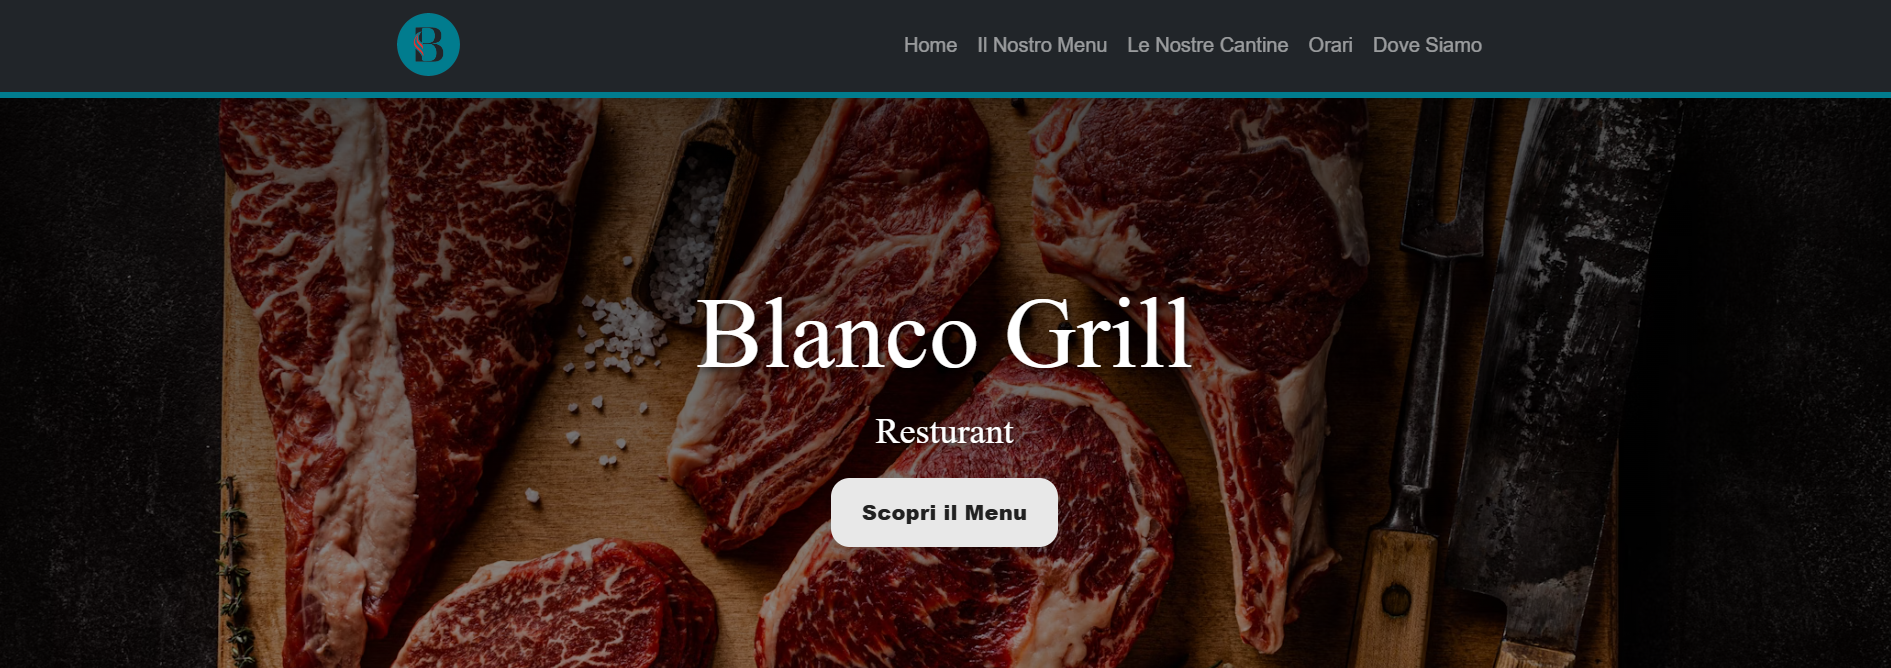 B
Home Il Nostro Menu Le Nostre Cantine Orari Dove Siamo
Blanco Grill
Resturant
Scopri il Menu